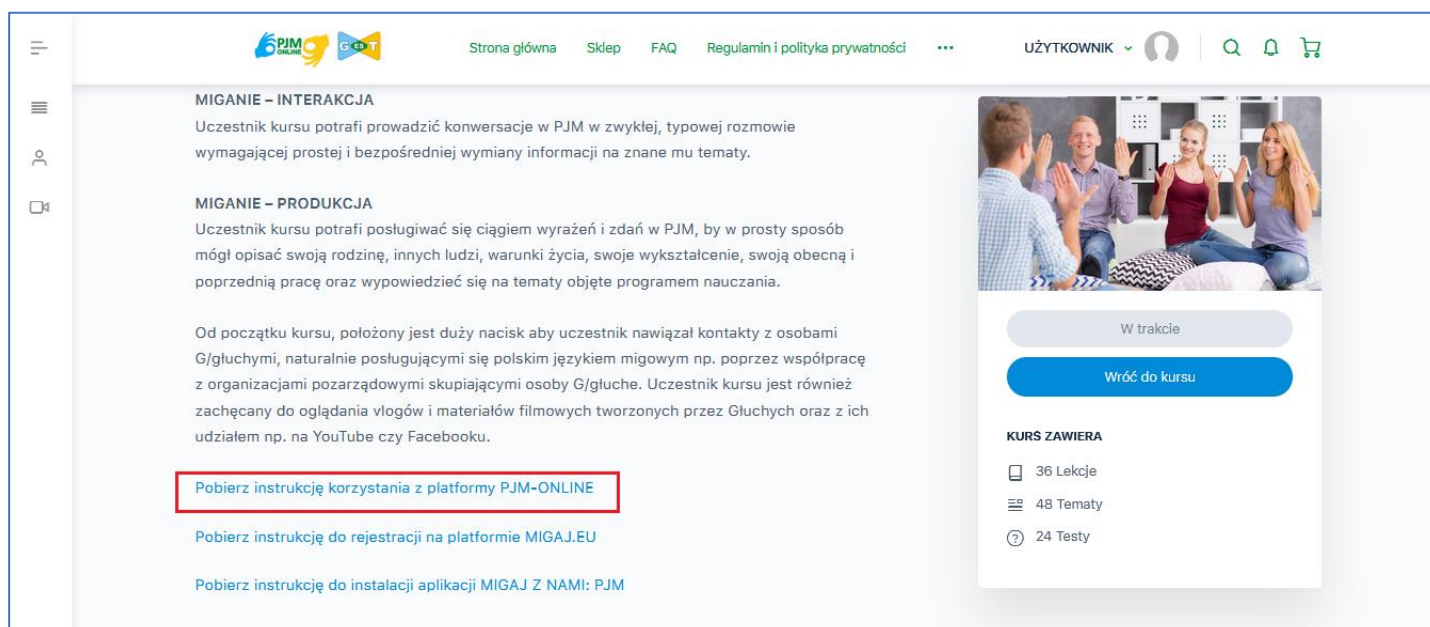 PJM ONLINE GEST Strona główna Sklep FAQ Regulamin i polityka prywatności ••• UŻYTKOWNIK
MIGANIE – INTERAKCJA
Uczestnik kursu potrafi prowadzić konwersacje w PJM w zwykłej, typowej rozmowie
wymagającej prostej i bezpośredniej wymiany informacji na znane mu tematy.
MIGANIE – PRODUKCJA
Uczestnik kursu potrafi posługiwać się ciągiem wyrażeń i zdań w PJM, by w prosty sposób
mógł opisać swoją rodzinę, innych ludzi, warunki życia, swoje wykształcenie, swoją obecną i
poprzednią pracę oraz wypowiedzieć się na tematy objęte programem nauczania.
Od początku kursu, położony jest duży nacisk aby uczestnik nawiązał kontakty z osobami
G/głuchymi, naturalnie posługującymi się polskim językiem migowym np. poprzez współpracę
z organizacjami pozarządowymi skupiającymi osoby G/głuche. Uczestnik kursu jest również
zachęcany do oglądania vlogów i materiałów filmowych tworzonych przez Głuchych oraz z ich
udziałem np. na YouTube czy Facebooku.
Pobierz instrukcję korzystania z platformy PJM-ONLINE
Pobierz instrukcję do rejestracji na platformie MIGAJ.EU
Pobierz instrukcję do instalacji aplikacji MIGAJ Z NAMI: PJM
W trakcie
Wróć do kursu
KURS ZAWIERA
36 Lekcje
48 Tematy
24 Testy